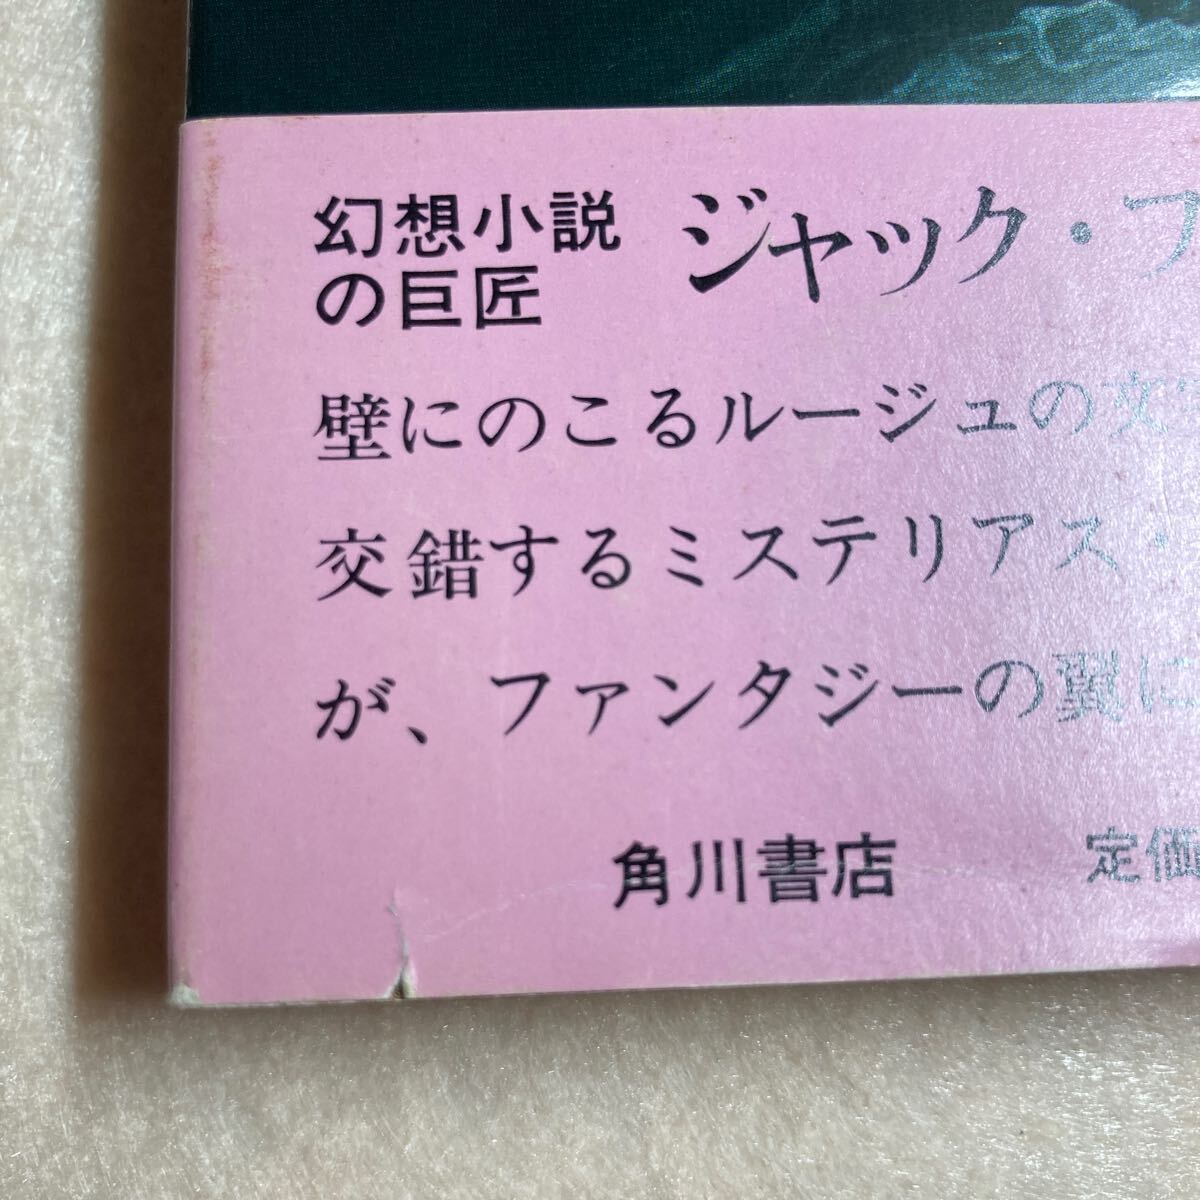 幻想小説
の巨匠
ジャック・フ
壁にのこるルージュの文
交錯するミステリアス・
が、ファンタジーの翼に
角川書店 定価